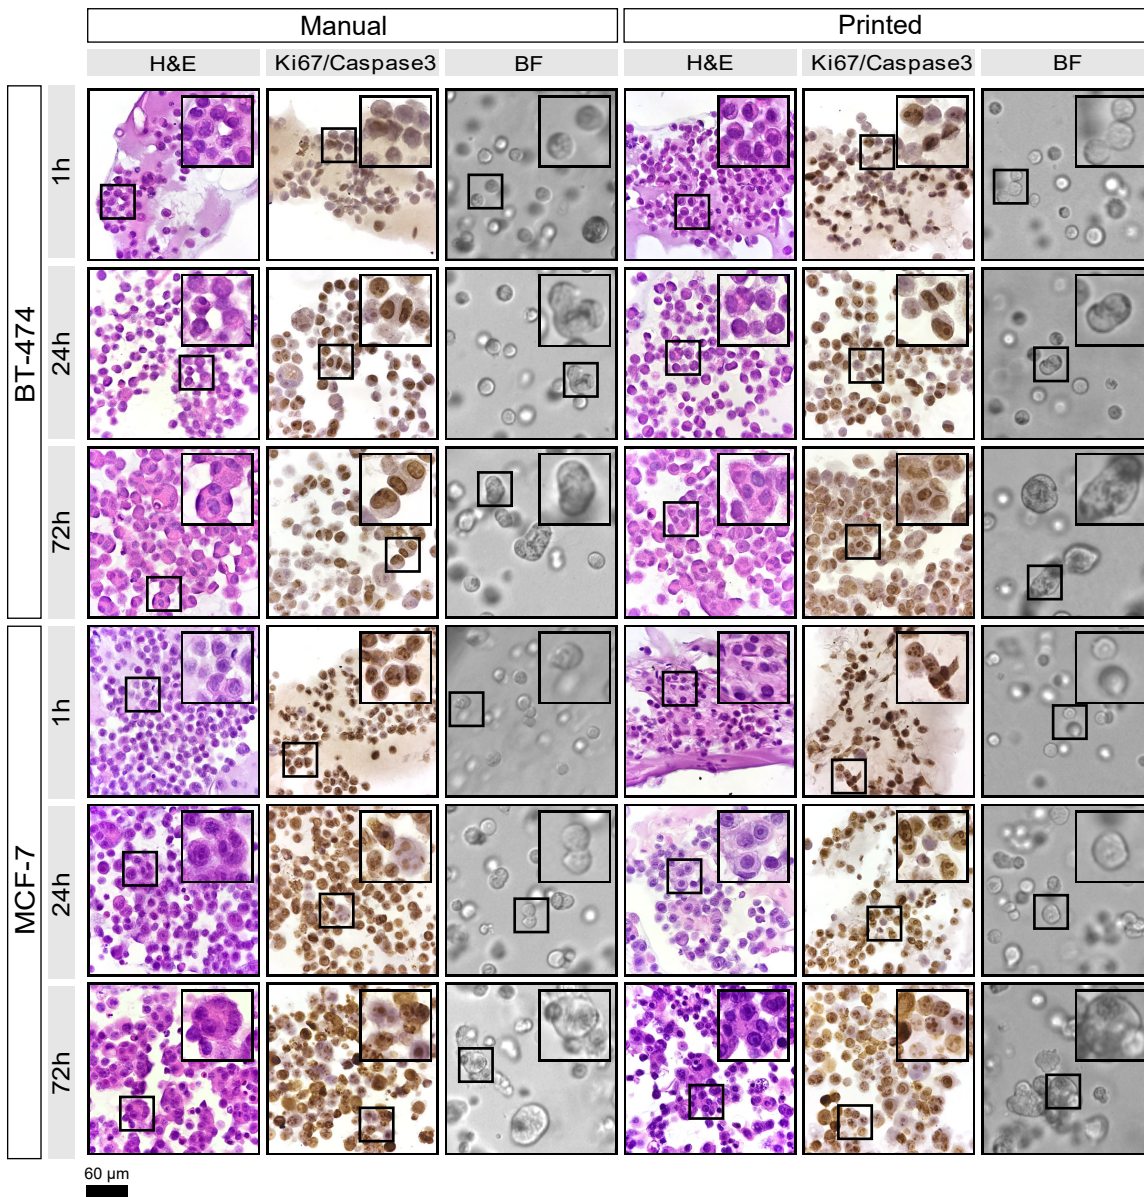 Manual Printed
H&E Ki67/Caspase3 BF H&E Ki67/Caspase3 BF
BT-474
1h
24h
72h
MCF-7
1h
24h
72h
60 µm